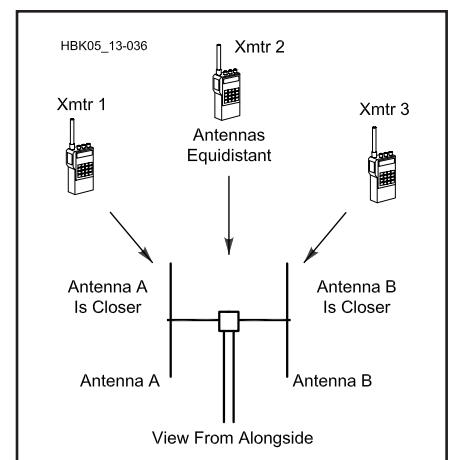 HBK05_13-036
Xmtr 2
Xmtr 1
Xmtr 3
Antennas
Equidistant
Antenna A
Is Closer
Antenna B
Is Closer
Antenna A
Antenna B
View From Alongside